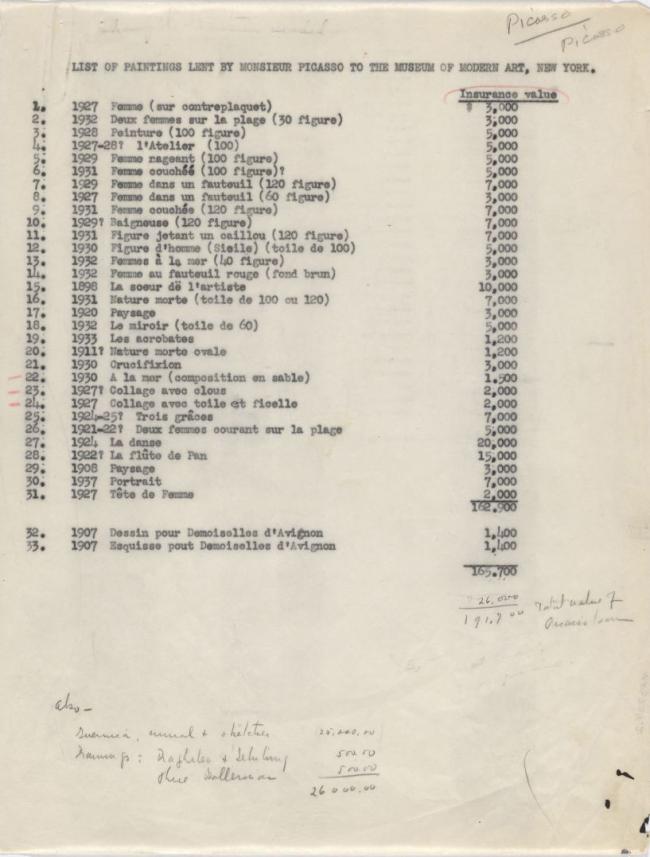 Picasso
Picasso
LIST OF PAINTINGS LENT BY MONSIEUR PICASSO TO THE MUSEUM OF MODERN ART, NEW YORK.
Insurance value
1. 1927 Femme (sur contreplaquet) $ 3,000
2. 1932 Deux femmes sur la plage (30 figure) 3,000
3. 1928 Peinture (100 figure) 5,000
4. 1927-28? l'Atelier (100) 5,000
5. 1929 Femme nageant (100 figure) 5,000
6. 1931 Femme couchéé (100 figure)? 5,000
7. 1929 Femme dans un fauteuil (120 figure) 7,000
8. 1927 Femme dans un fauteuil (60 figure) 3,000
9. 1931 Femme couchée (120 figure) 7,000
10. 1929? Baigneuse (120 figure) 7,000
11. 1931 Figure jetant un caillou (120 figure) 7,000
12. 1930 Figure d'homme (Sieile) (toile de 100) 5,000
13. 1932 Femmes à la mer (40 figure) 3,000
14. 1932 Femme au fauteuil rouge (fond brun) 3,000
15. 1898 La soeur dë l'artiste 10,000
16. 1931 Nature morte (toile de 100 ou 120) 7,000
17. 1920 Paysage 3,000
18. 1932 Le miroir (toile de 60) 5,000
19. 1933 Les acrobates 1,200
20. 1911? Nature morte ovale 1,200
21. 1930 Crucifixion 3,000
22. 1930 A la mer (composition en sable) 1.500
23. 1927? Collage avec clous 2,000
24. 1927 Collage avec toile et ficelle 2,000
25. 1924-25? Trois grâces 7,000
26. 1921-22? Deux femmes courant sur la plage 5,000
27. 1924 La danse 20,000
28. 1922? La flûte de Pan 15,000
29. 1908 Paysage 3,000
30. 1937 Portrait 7,000
31. 1927 Tête de Femme 2,000
162.900
32. 1907 Dessin pour Demoiselles d'Avignon 1,400
33. 1907 Esquisse pout Demoiselles d'Avignon 1,400
165.700
26.000
191,700 Total value of
Picasso loan
also -
Guernica, mural &
Drawings: &
500.00
500.00
26000.00